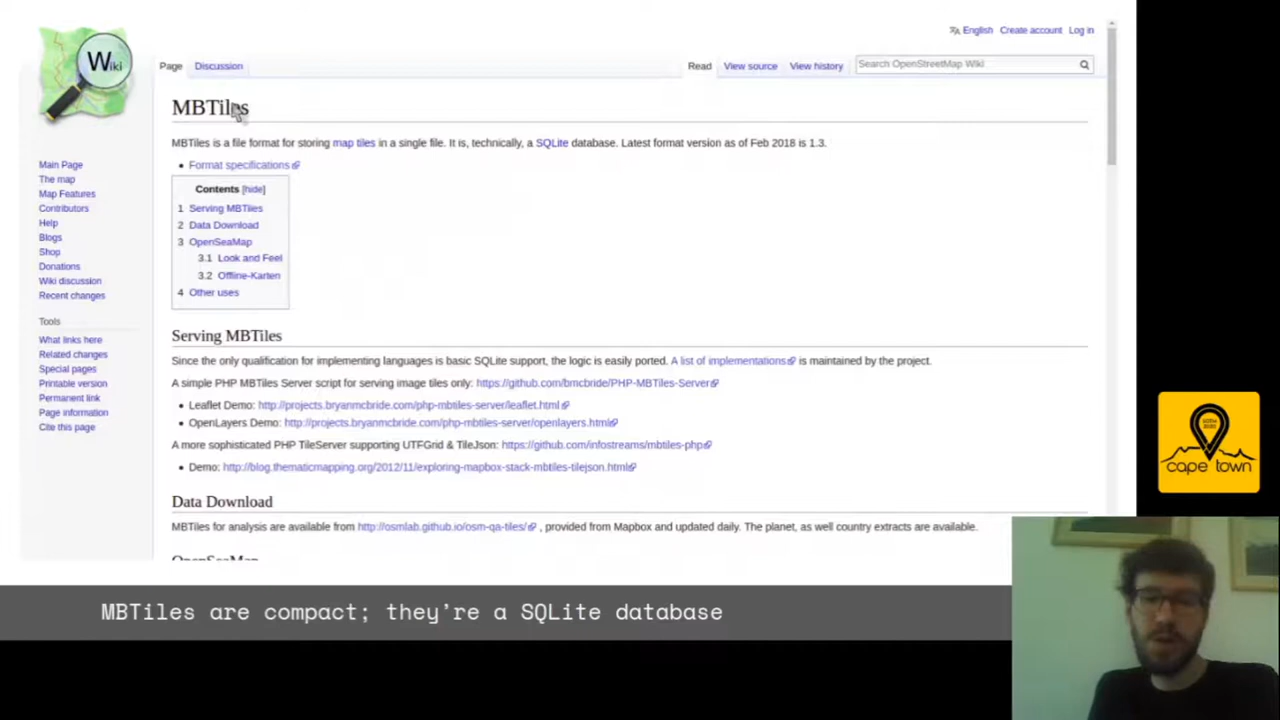 Wiki
English Create account Log in
Page Discussion Read View source View history Search OpenStreetMap Wiki
MBTiles
MBTiles is a file format for storing map tiles in a single file. It is, technically, a SQLite database. Latest format version as of Feb 2018 is 1.3.
• Format specifications
Contents [hide]
1 Serving MBTiles
2 Data Download
3 OpenSeaMap
3.1 Look and Feel
3.2 Offline-Karten
4 Other uses
Main Page
The map
Map Features
Contributors
Help
Blogs
Shop
Donations
Wiki discussion
Recent changes
Tools
What links here
Related changes
Special pages
Printable version
Permanent link
Page information
Cite this page
Serving MBTiles
Since the only qualification for implementing languages is basic SQLite support, the logic is easily ported. A list of implementations is maintained by the project.
A simple PHP MBTiles Server script for serving image tiles only: https://github.com/bmcbride/PHP-MBTiles-Server
• Leaflet Demo: http://projects.bryanmcbride.com/php-mbtiles-server/leaflet.html
• OpenLayers Demo: http://projects.bryanmcbride.com/php-mbtiles-server/openlayers.html
A more sophisticated PHP TileServer supporting UTFGrid & TileJson: https://github.com/infostreams/mbtiles-php
• Demo: http://blog.thematicmapping.org/2012/11/exploring-mapbox-stack-mbtiles-tilejson.html
Data Download
MBTiles for analysis are available from http://osmlab.github.io/osm-qa-tiles/ , provided from Mapbox and updated daily. The planet, as well country extracts are available.
OpenSeaMap
cape town
MBTiles are compact; they're a SQLite database